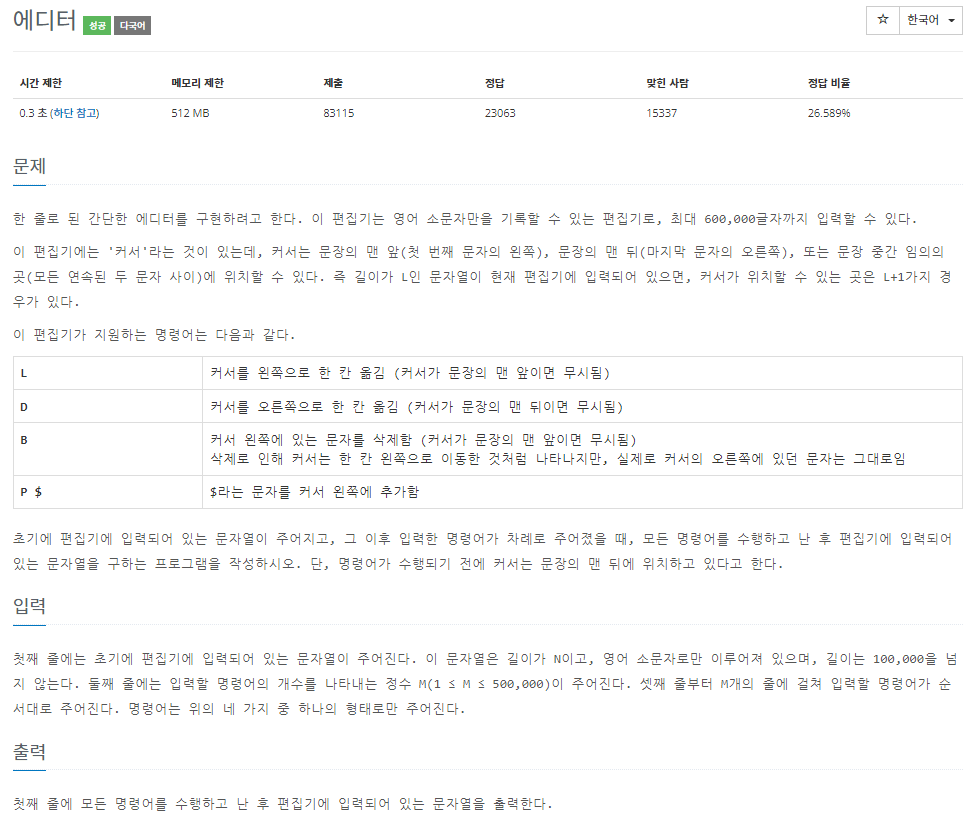 에디터 성공 다국어
☆ 한국어
시간 제한 메모리 제한 제출 정답 맞힌 사람 정답 비율
0.3 초 (하단 참고) 512 MB 83115 23063 15337 26.589%
문제
한 줄로 된 간단한 에디터를 구현하려고 한다. 이 편집기는 영어 소문자만을 기록할 수 있는 편집기로, 최대 600,000글자까지 입력할 수 있다.
이 편집기에는 '커서'라는 것이 있는데, 커서는 문장의 맨 앞(첫 번째 문자의 왼쪽), 문장의 맨 뒤(마지막 문자의 오른쪽), 또는 문장 중간 임의의
곳(모든 연속된 두 문자 사이)에 위치할 수 있다. 즉 길이가 L인 문자열이 현재 편집기에 입력되어 있으면, 커서가 위치할 수 있는 곳은 L+1가지 경
우가 있다.
이 편집기가 지원하는 명령어는 다음과 같다.
L 커서를 왼쪽으로 한 칸 옮김 (커서가 문장의 맨 앞이면 무시됨)
D 커서를 오른쪽으로 한 칸 옮김 (커서가 문장의 맨 뒤이면 무시됨)
B 커서 왼쪽에 있는 문자를 삭제함 (커서가 문장의 맨 앞이면 무시됨)
삭제로 인해 커서는 한 칸 왼쪽으로 이동한 것처럼 나타나지만, 실제로 커서의 오른쪽에 있던 문자는 그대로임
P $ $라는 문자를 커서 왼쪽에 추가함
초기에 편집기에 입력되어 있는 문자열이 주어지고, 그 이후 입력한 명령어가 차례로 주어졌을 때, 모든 명령어를 수행하고 난 후 편집기에 입력되어
있는 문자열을 구하는 프로그램을 작성하시오. 단, 명령어가 수행되기 전에 커서는 문장의 맨 뒤에 위치하고 있다고 한다.
입력
첫째 줄에는 초기에 편집기에 입력되어 있는 문자열이 주어진다. 이 문자열은 길이가 N이고, 영어 소문자로만 이루어져 있으며, 길이는 100,000을 넘
지 않는다. 둘째 줄에는 입력할 명령어의 개수를 나타내는 정수 M(1 ≤ M ≤ 500,000)이 주어진다. 셋째 줄부터 M개의 줄에 걸쳐 입력할 명령어가 순
서대로 주어진다. 명령어는 위의 네 가지 중 하나의 형태로만 주어진다.
출력
첫째 줄에 모든 명령어를 수행하고 난 후 편집기에 입력되어 있는 문자열을 출력한다.